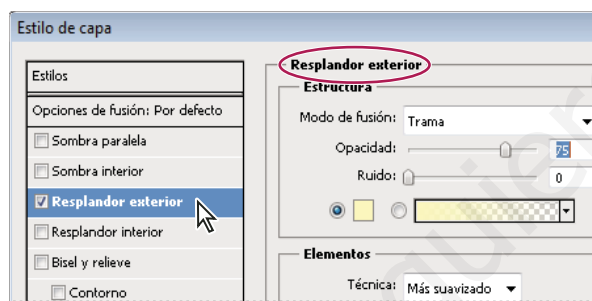 Estilo de capa
Estilos
Opciones de fusión: Por defecto
Sombra paralela
Sombra interior
Resplandor exterior
Resplandor interior
Bisel y relieve
Contorno
Resplandor exterior
Estructura
Modo de fusión: Trama
Opacidad: 75
Ruido: 0
Elementos
Técnica: Más suavizado